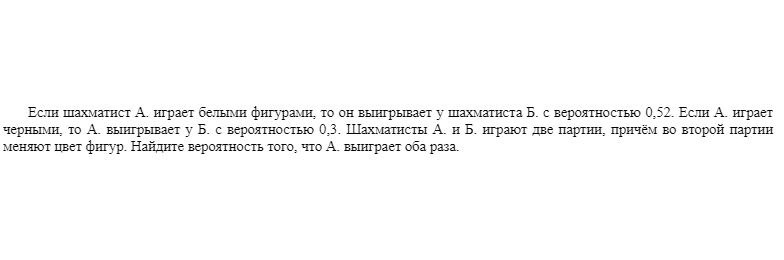 Если шахматист А. играет белыми фигурами, то он выигрывает у шахматиста Б. с вероятностью 0,52. Если А. играет
черными, то А. выигрывает у Б. с вероятностью 0,3. Шахматисты А. и Б. играют две партии, причём во второй партии
меняют цвет фигур. Найдите вероятность того, что А. выиграет оба раза.